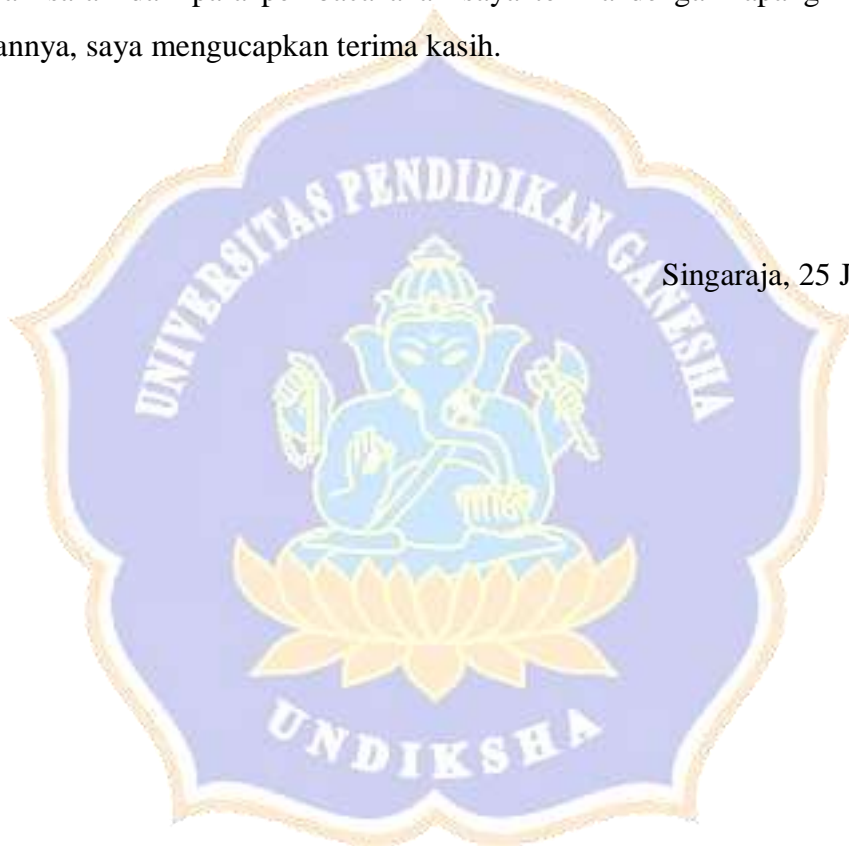 mengucapkan terima kasih.
annya, saya
Singaraja, 25 J
UNIVERSITAS PENDIDIKAN GANESHA
UNDIKSHA